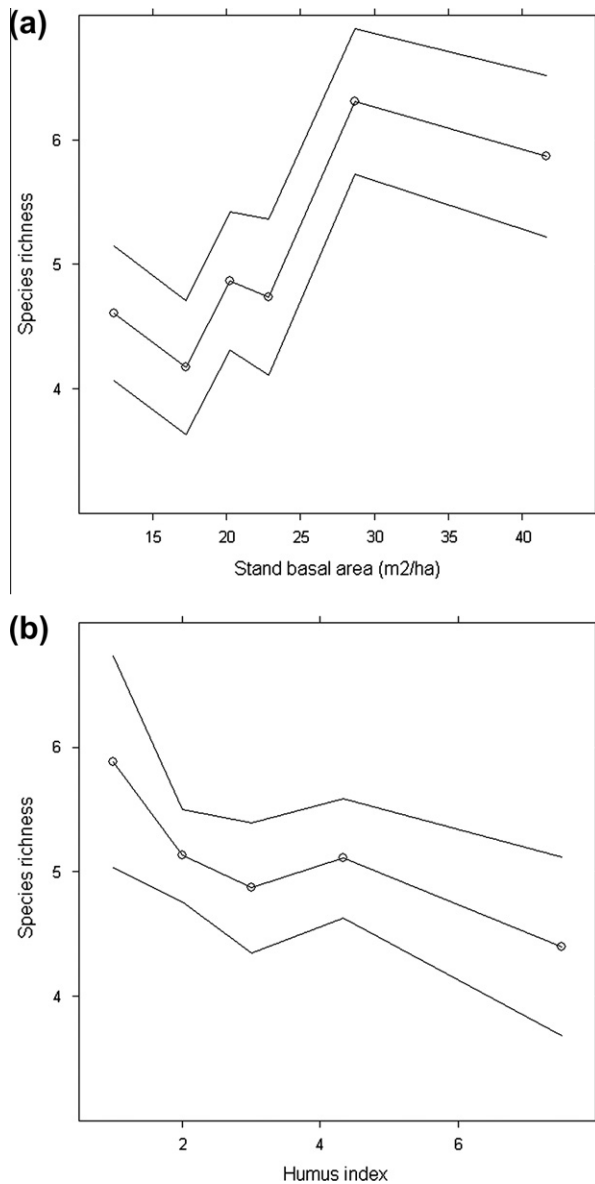 (a)
Species richness
6
5
4
15 20 25 30 35 40
Stand basal area (m2/ha)
(b)
Species richness
6
5
4
2 4 6
Humus index